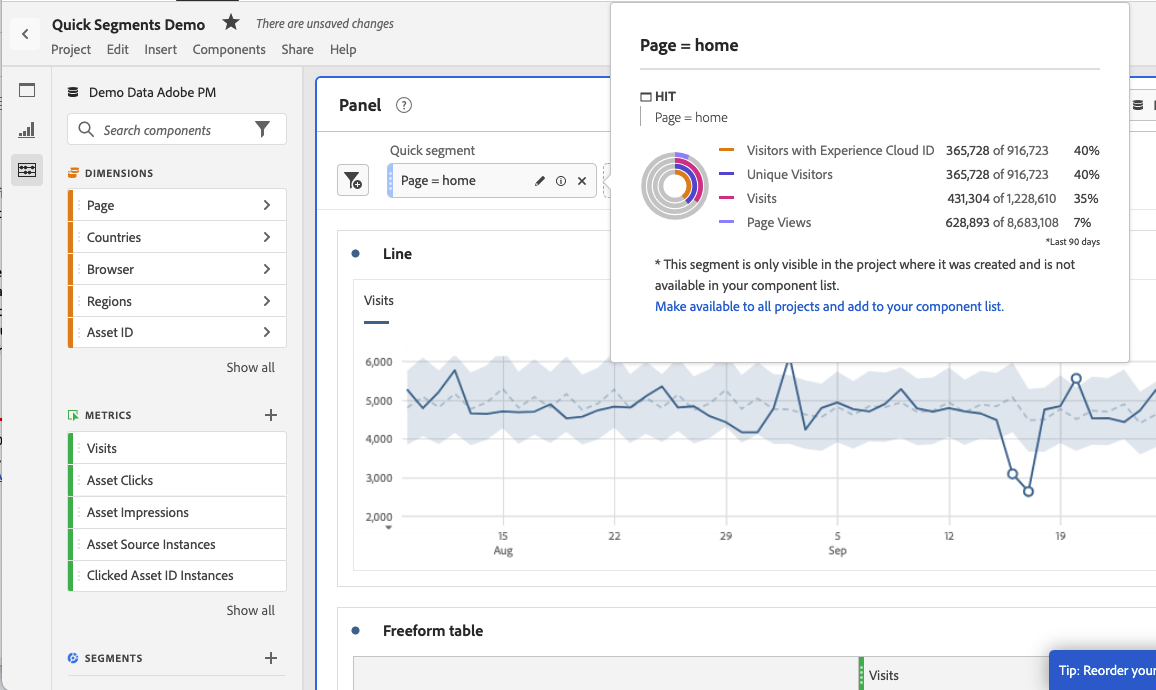 Quick Segments Demo
There are unsaved changes
Project Edit Insert Components Share Help
Demo Data Adobe PM
Search components
DIMENSIONS
Page
Countries
Browser
Regions
Asset ID
Show all
METRICS
Visits
Asset Clicks
Asset Impressions
Asset Source Instances
Clicked Asset ID Instances
Show all
SEGMENTS
Panel
Quick segment
Page = home
Page = home
HIT
Page = home
Visitors with Experience Cloud ID 365,728 of 916,723 40%
Unique Visitors 365,728 of 916,723 40%
Visits 431,304 of 1,228,610 35%
Page Views 628,893 of 8,683,108 7%
*Last 90 days
* This segment is only visible in the project where it was created and is not
available in your component list.
Make available to all projects and add to your component list.
Line
Visits
6,000
5,000
4,000
3,000
2,000
15 22 29 5 12 19
Aug Sep
Freeform table
Visits
Tip: Reorder your